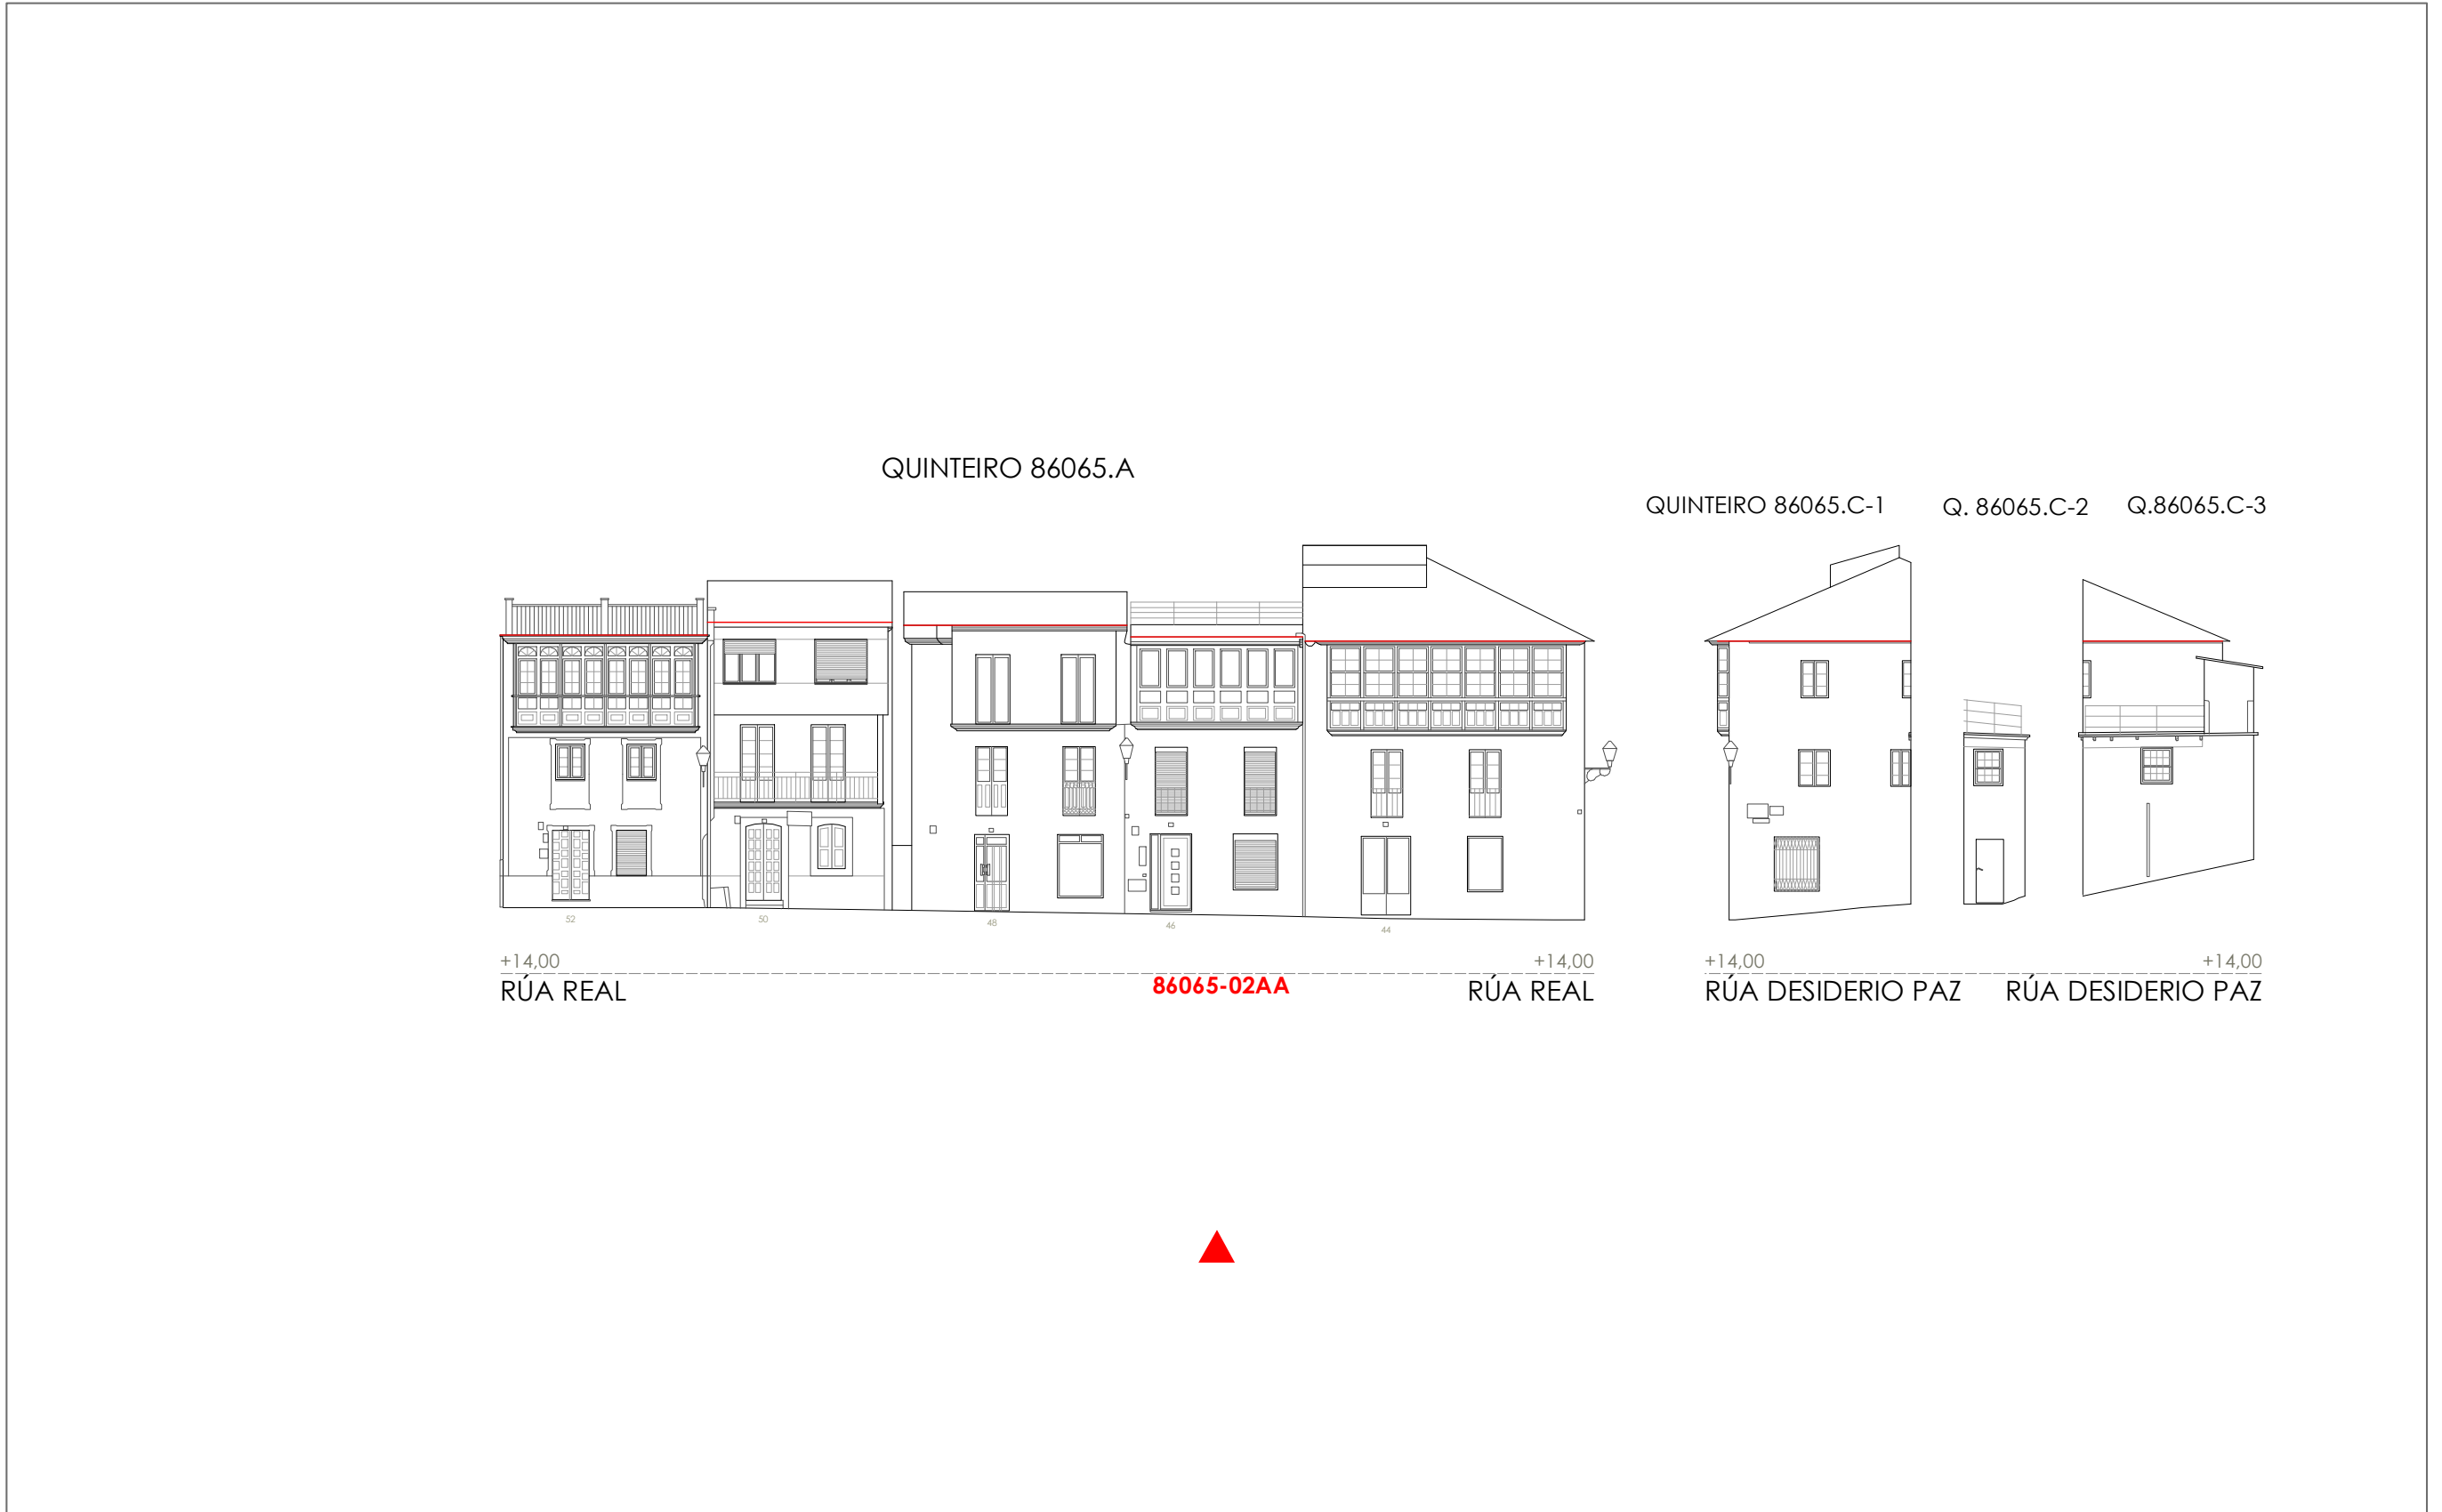 QUINTEIRO 86065.A
QUINTEIRO 86065.C-1
Q. 86065.C-2
Q.86065.C-3
52
50
48
46
44
+14,00
+14,00
+14,00
+14,00
RÚA REAL
86065-02AA
RÚA REAL
RÚA DESIDERIO PAZ
RÚA DESIDERIO PAZ